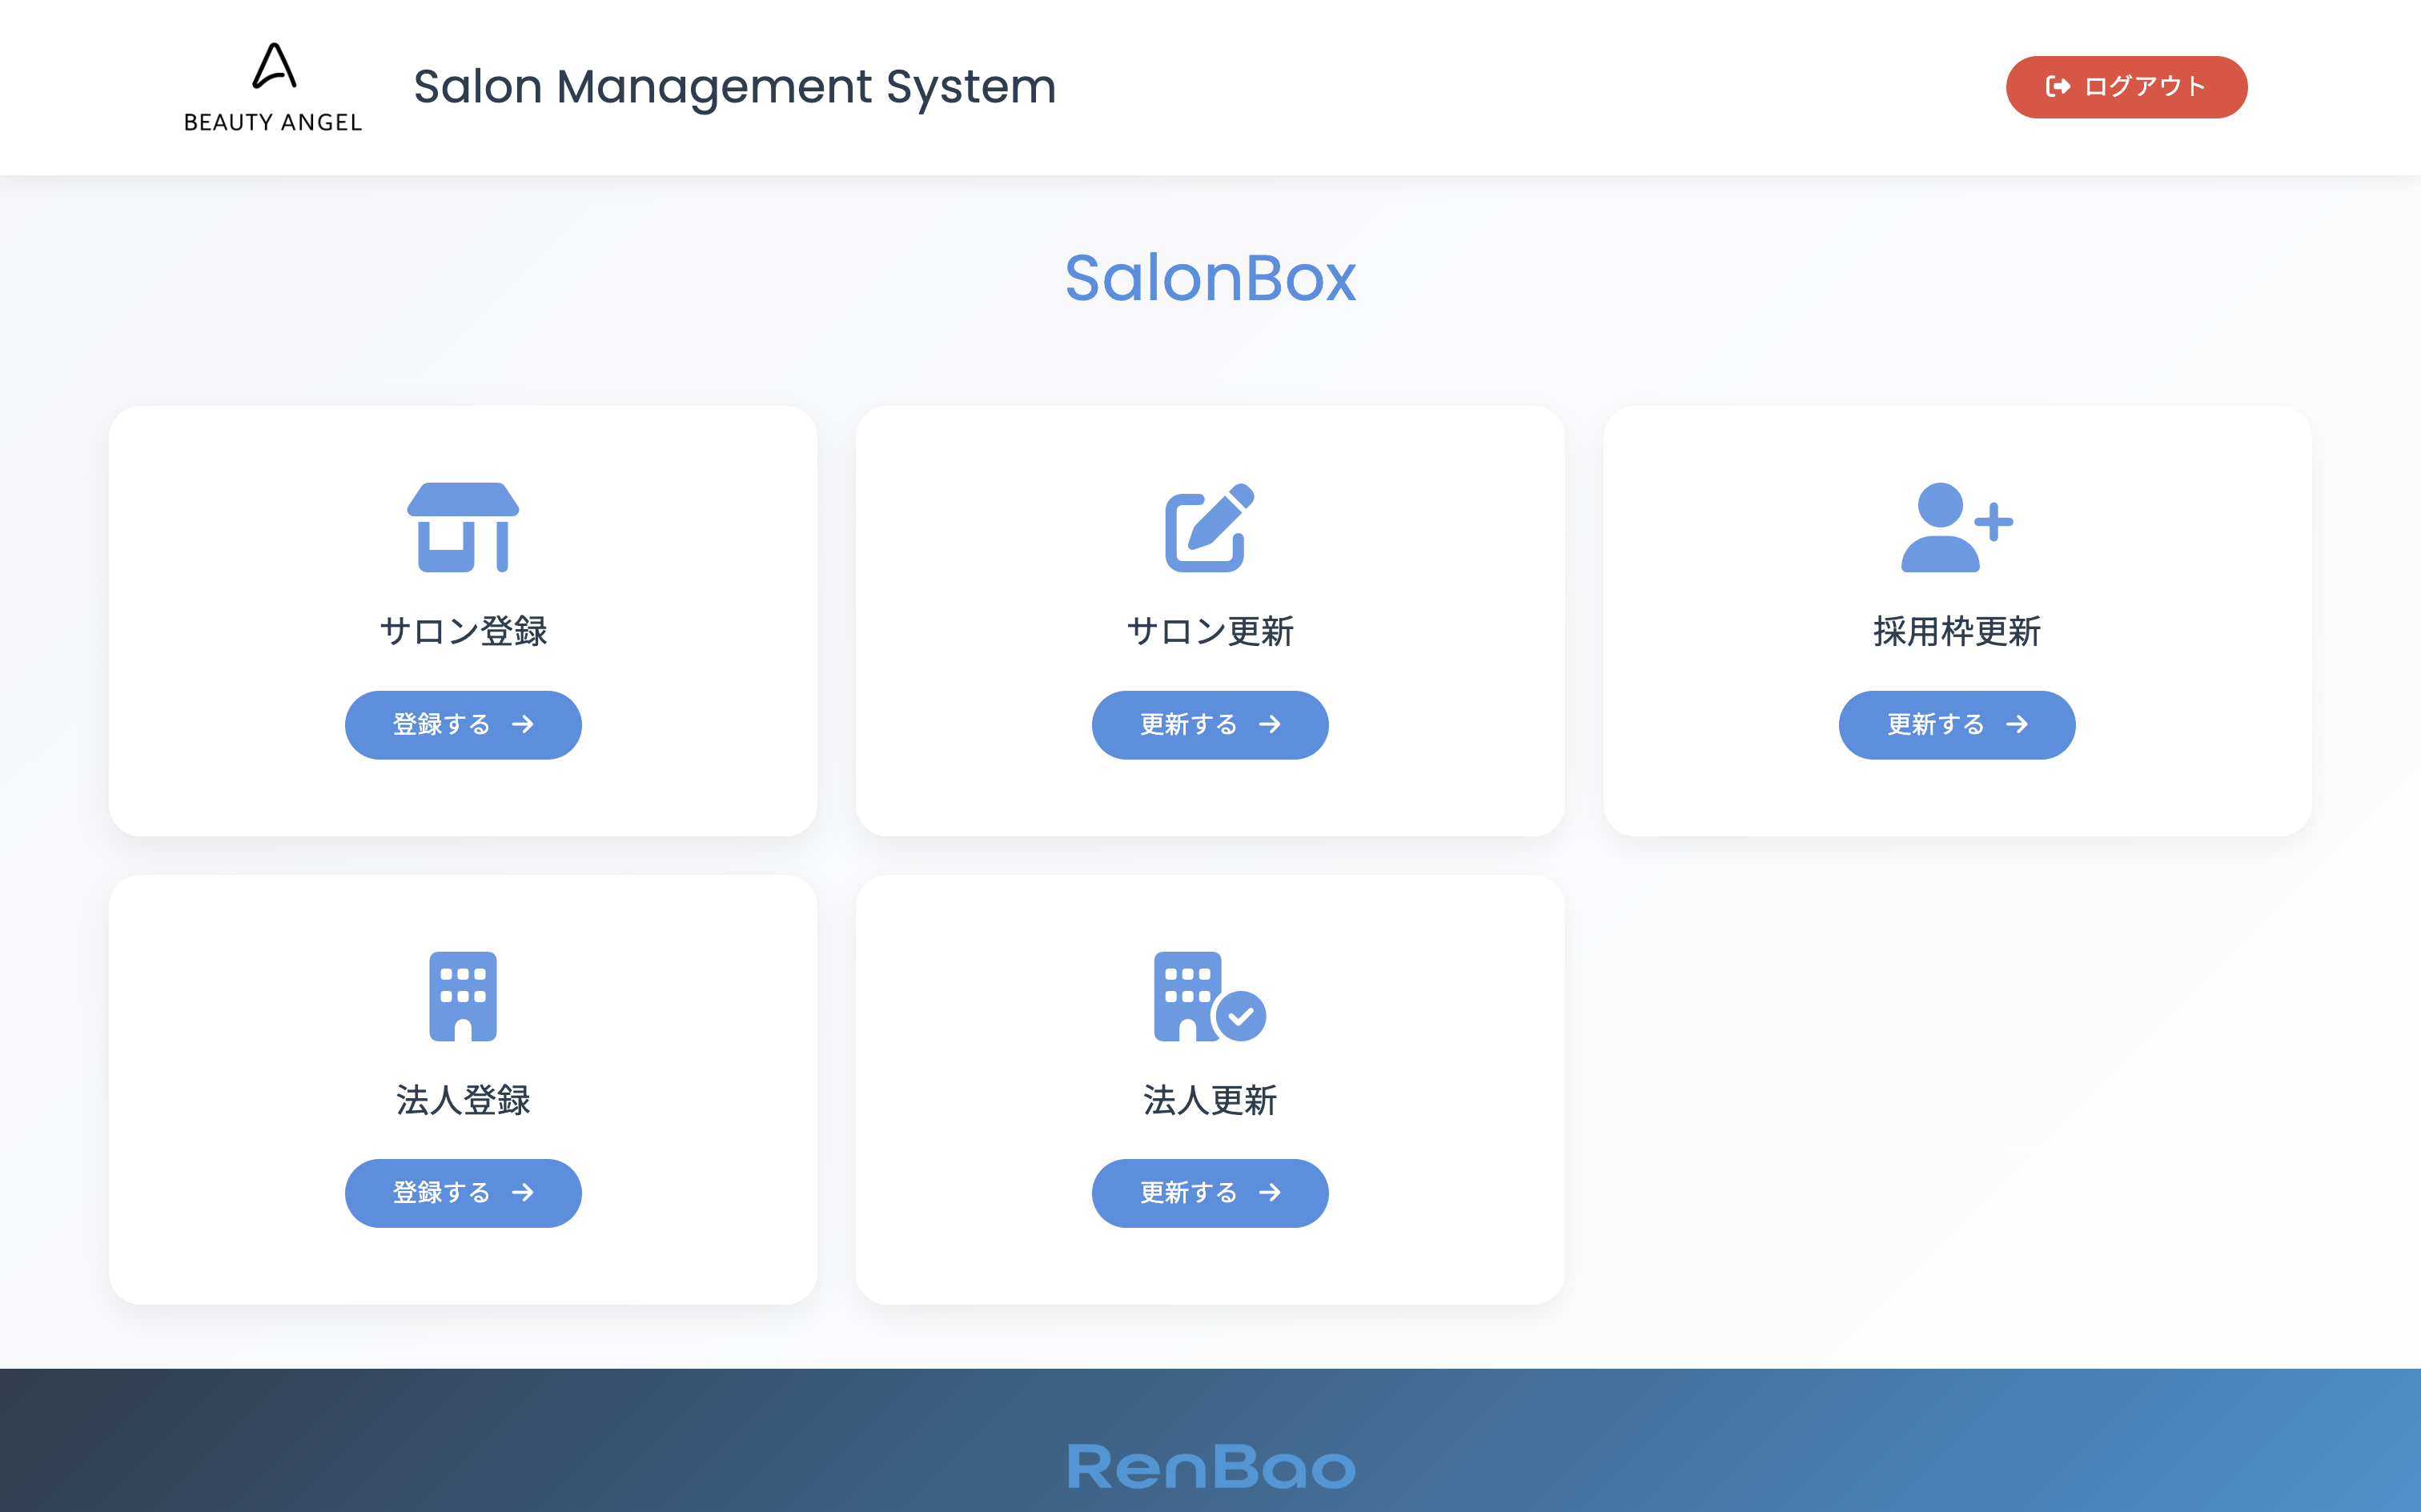 BEAUTY ANGEL
Salon Management System
ログアウト
SalonBox
サロン登録
登録する
サロン更新
更新する
採用枠更新
更新する
法人登録
登録する
法人更新
更新する
RenBao